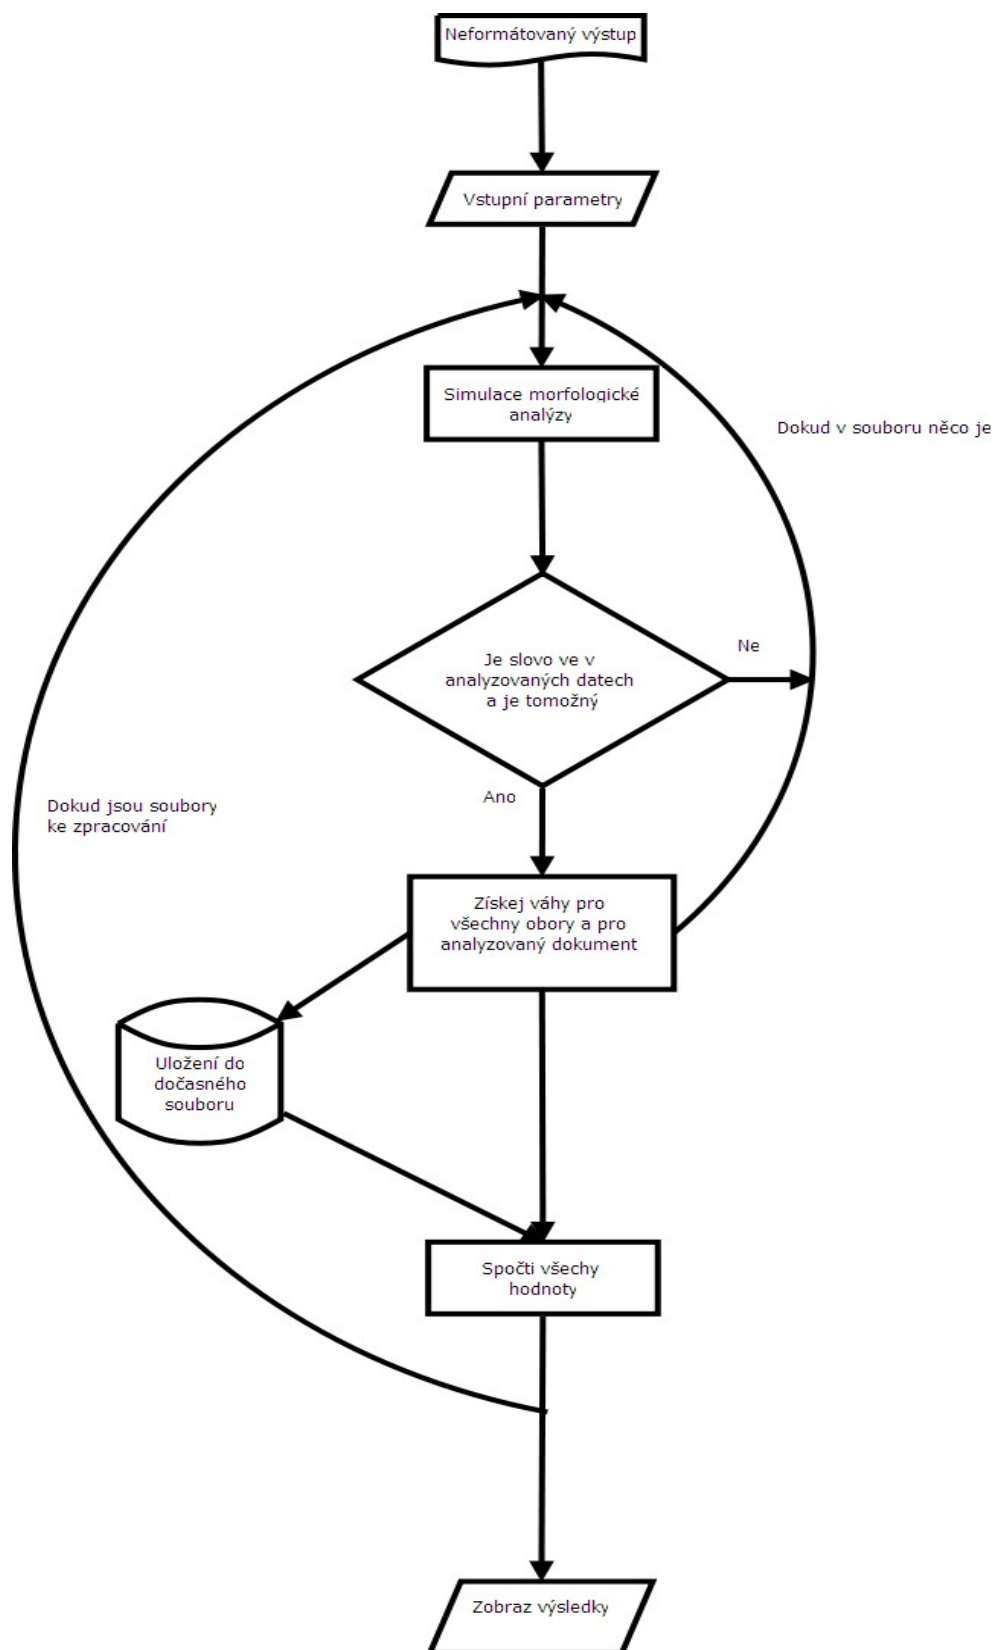 Neformátovaný výstup
Vstupní parametry
Simulace morfologické
analýzy
Dokud v souboru něco je
Je slovo ve v
analyzovaných datech
a je tomožný
Ne
Ano
Dokud jsou soubory
ke zpracování
Získej váhy pro
všechny obory a pro
analyzovaný dokument
Uložení do
dočasného
souboru
Spočti všechy
hodnoty
Zobraz výsledky